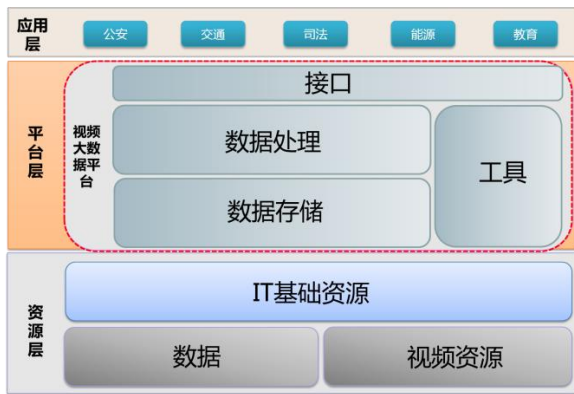 应用
层
公安
交通
司法
能源
教育
平
台
层
视频
大数
据平
台
接口
数据处理
数据存储
工具
资
源
层
IT基础资源
数据
视频资源